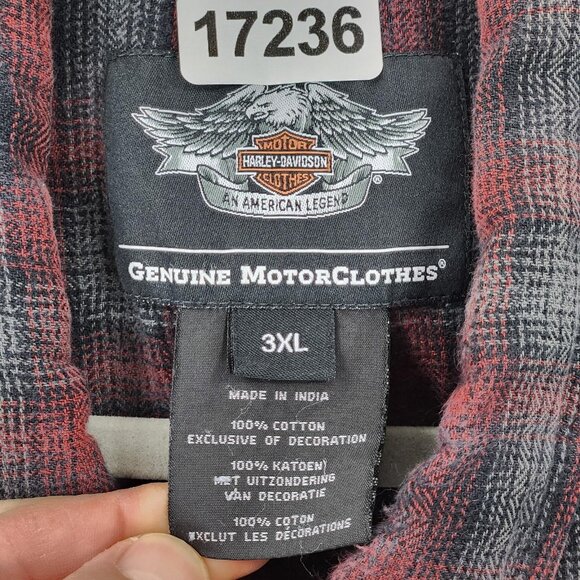 17236
MOTOR
HARLEY-DAVIDSON
CLOTHES
®
AN AMERICAN LEGEND
GENUINE MOTORCLOTHES®
3XL
MADE IN INDIA
100% COTTON
EXCLUSIVE OF DECORATION
100% KATOEN
MET UITZONDERING
VAN DECORATIE
100% COTON
EXCLUT LES DÉCORATIONS